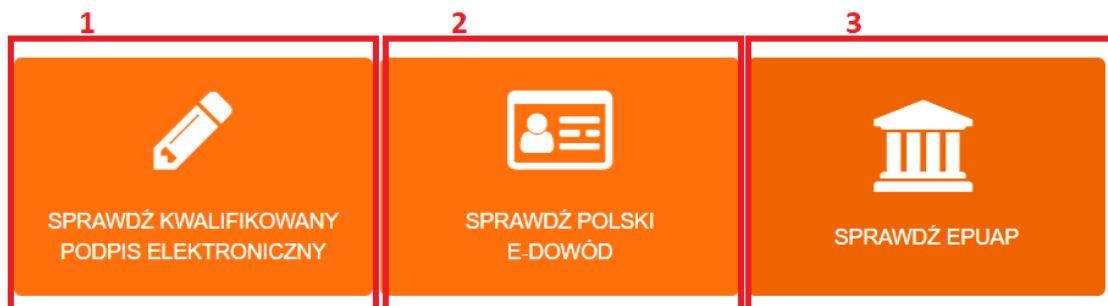 1
2
3
SPRAWDŹ KWALIFIKOWANY
PODPIS ELEKTRONICZNY
SPRAWDŹ POLSKI
E-DOWÓD
SPRAWDŹ EPUAP